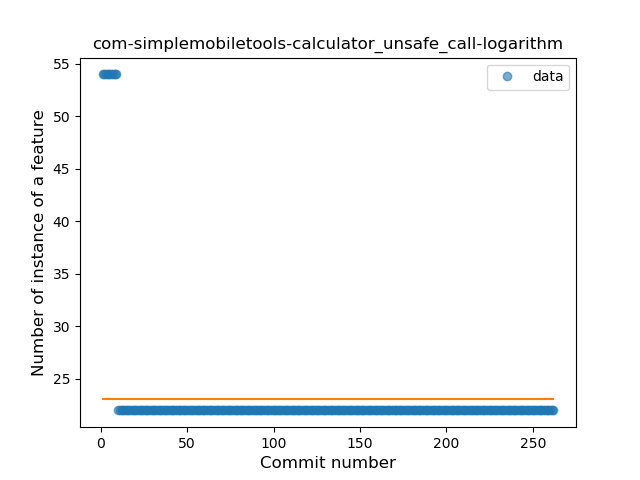 com-simplemobiletools-calculator_unsafe_call-logarithm
data
Number of instance of a feature
55
50
45
40
35
30
25
0 50 100 150 200 250
Commit number